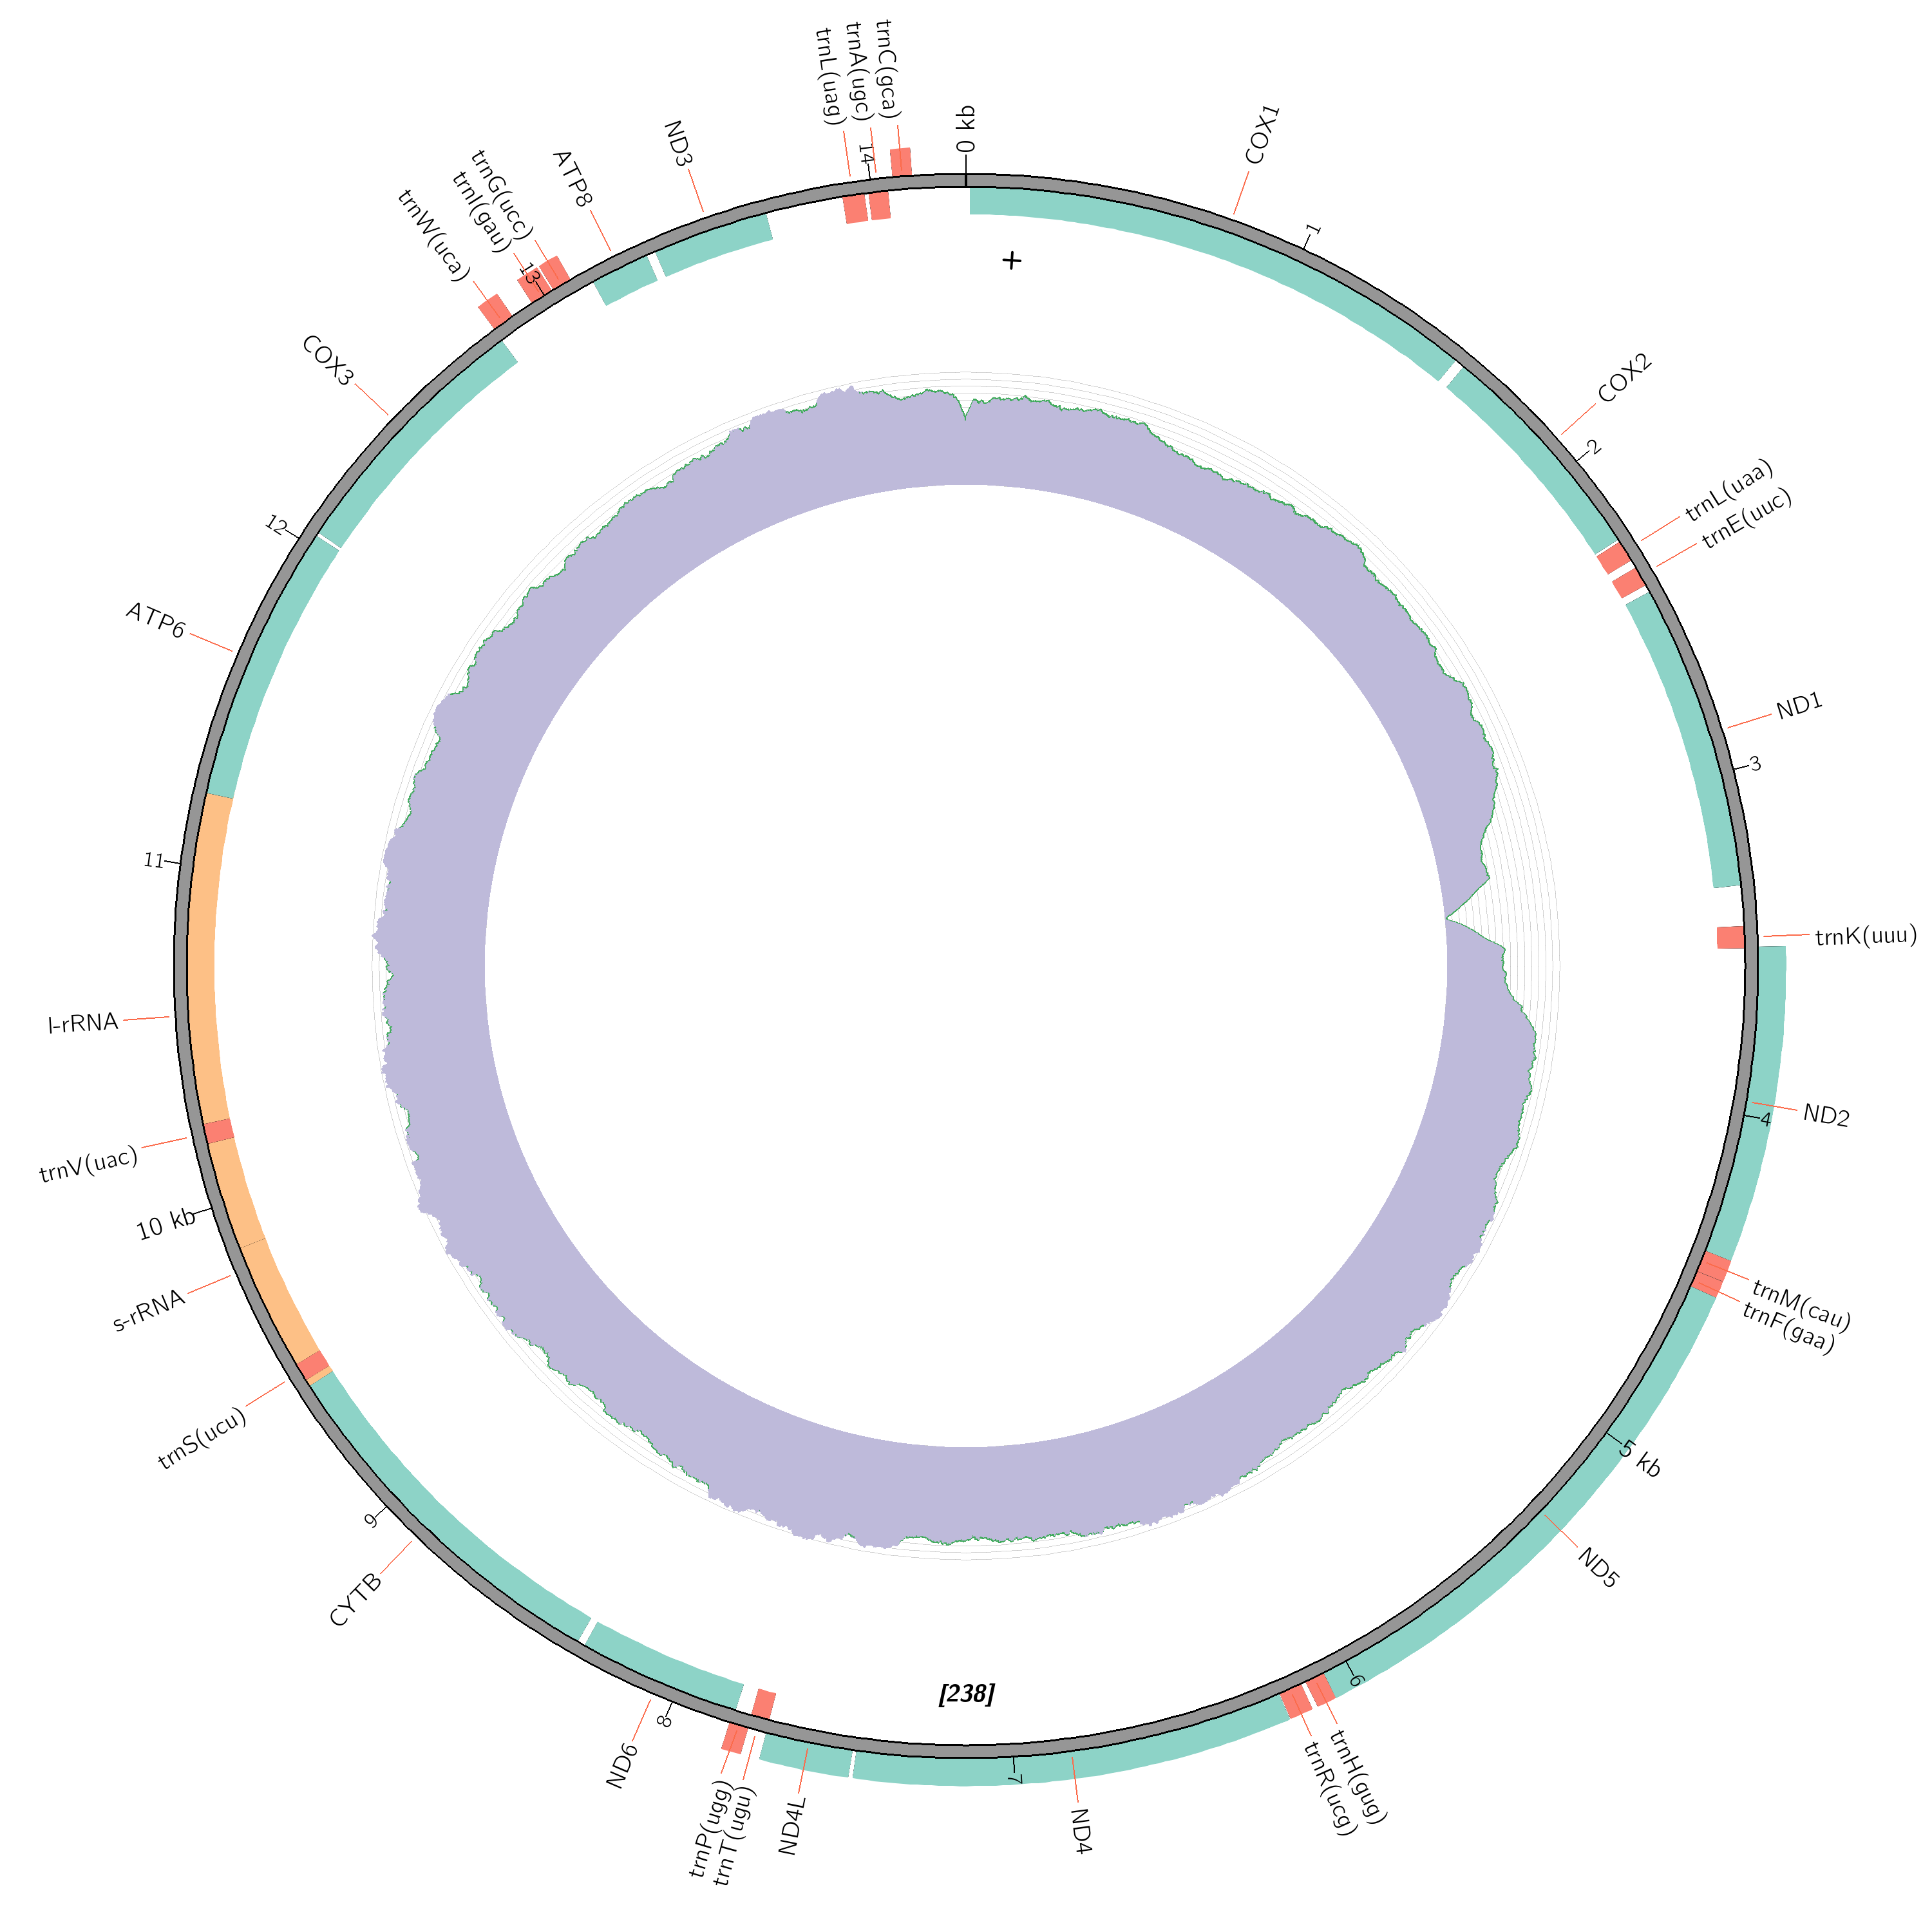 0 kb
COX1
1
COX2
2
trnL(uaa)
trnE(uuc)
ND1
3
trnK(uuu)
ND2
4
trnM(cau)
trnF(gaa)
5 kb
ND5
6
trnH(gug)
trnR(ucg)
ND4
7
ND4L
trnT(ugu)
trnP(ugg)
8
ND6
CYTB
9
trnS(ucu)
s-rRNA
10 kb
trnV(uac)
l-rRNA
11
ATP6
12
COX3
trnW(uca)
trnI(gau)
13
trnG(ucc)
ATP8
ND3
trnL(uag)
trnA(ugc)
14
trnC(gca)
+
[238]